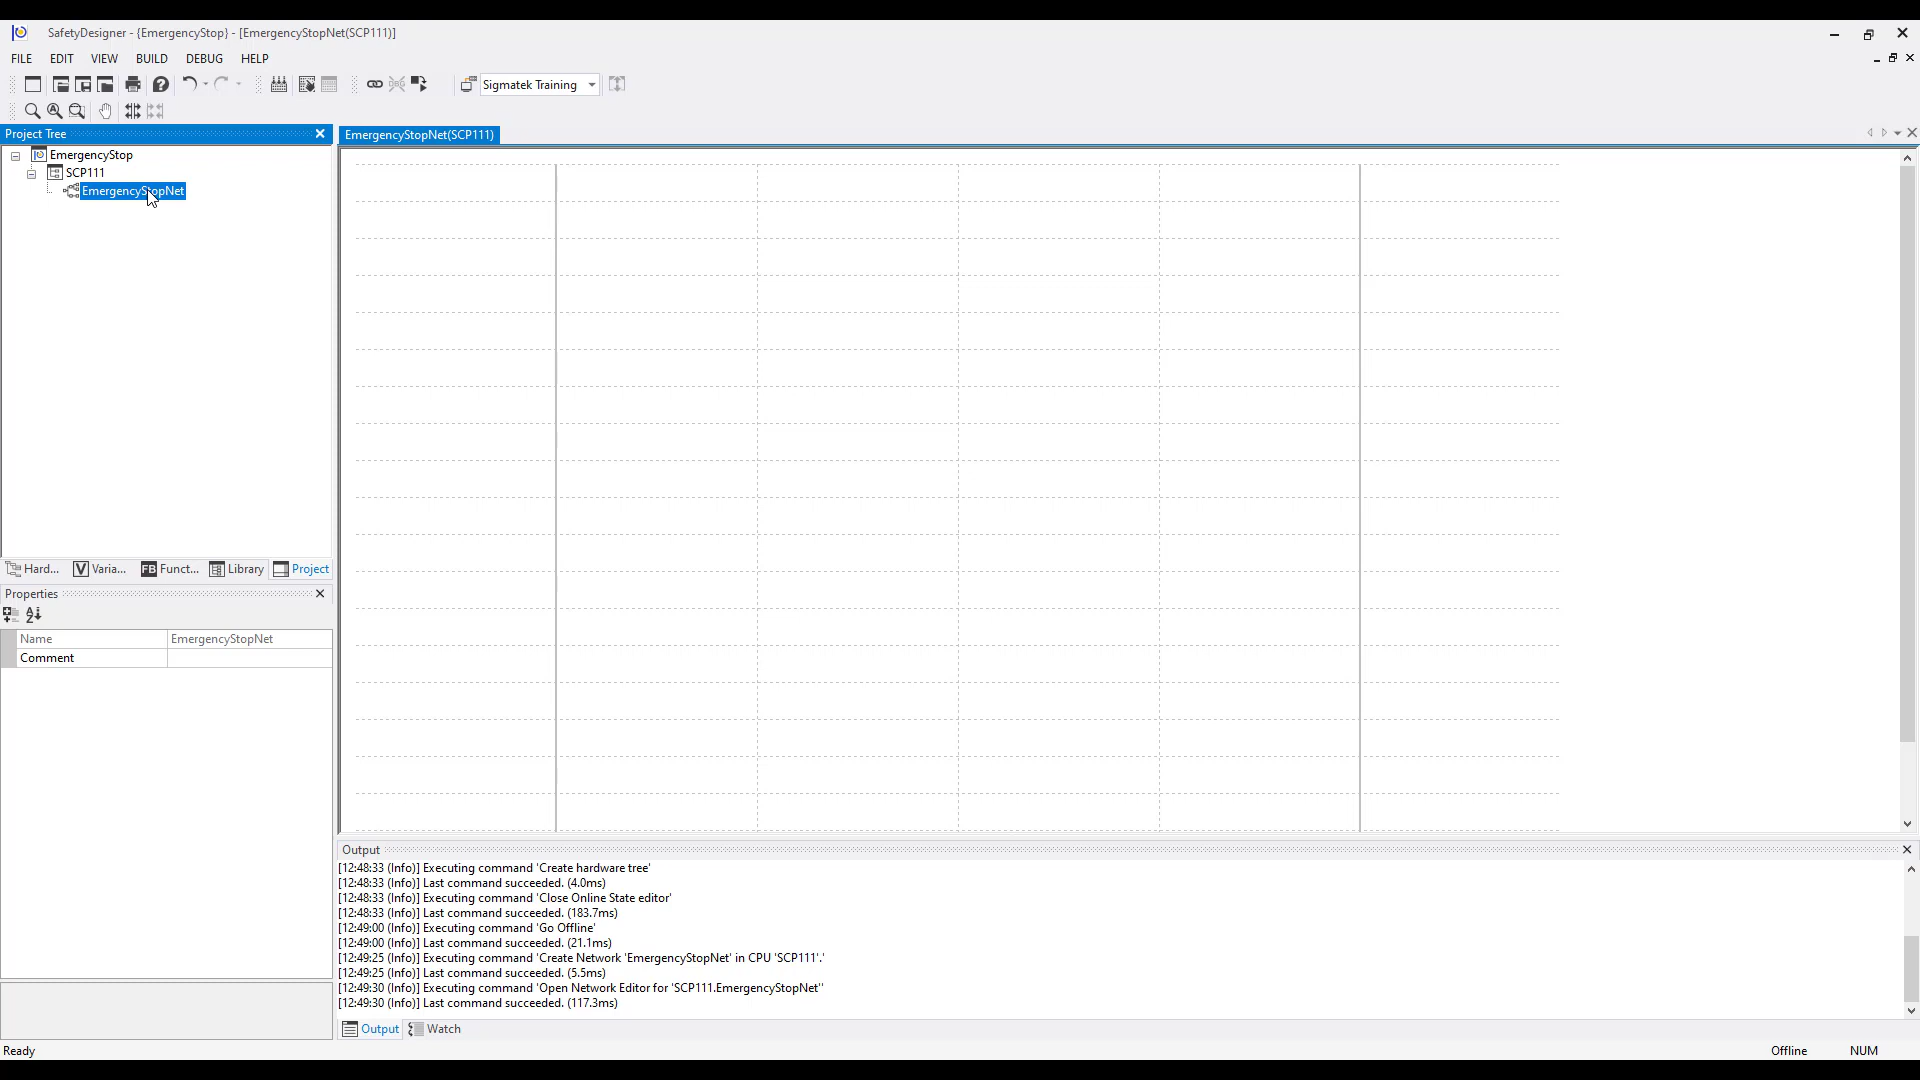 SafetyDesigner - {EmergencyStop} - [EmergencyStopNet(SCP111)]
FILE EDIT VIEW BUILD DEBUG HELP
Sigmatek Training
Project Tree
EmergencyStopNet(SCP111)
EmergencyStop
SCP111
EmergencyStopNet
Hard... Varia... Funct... Library Project
Properties
Name EmergencyStopNet
Comment
Output
[12:48:33 (Info)] Executing command 'Create hardware tree'
[12:48:33 (Info)] Last command succeeded. (4.0ms)
[12:48:33 (Info)] Executing command 'Close Online State editor'
[12:48:33 (Info)] Last command succeeded. (183.7ms)
[12:49:00 (Info)] Executing command 'Go Offline'
[12:49:00 (Info)] Last command succeeded. (21.1ms)
[12:49:25 (Info)] Executing command 'Create Network 'EmergencyStopNet' in CPU 'SCP111'.'
[12:49:25 (Info)] Last command succeeded. (5.5ms)
[12:49:30 (Info)] Executing command 'Open Network Editor for 'SCP111.EmergencyStopNet''
[12:49:30 (Info)] Last command succeeded. (117.3ms)
Output Watch
Ready Offline NUM